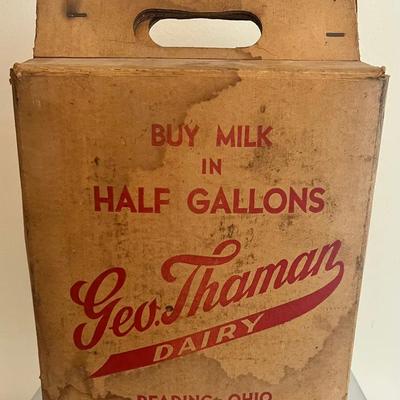 BUY MILK
IN
HALF GALLONS
Geo. Thaman
DAIRY
READING, OHIO